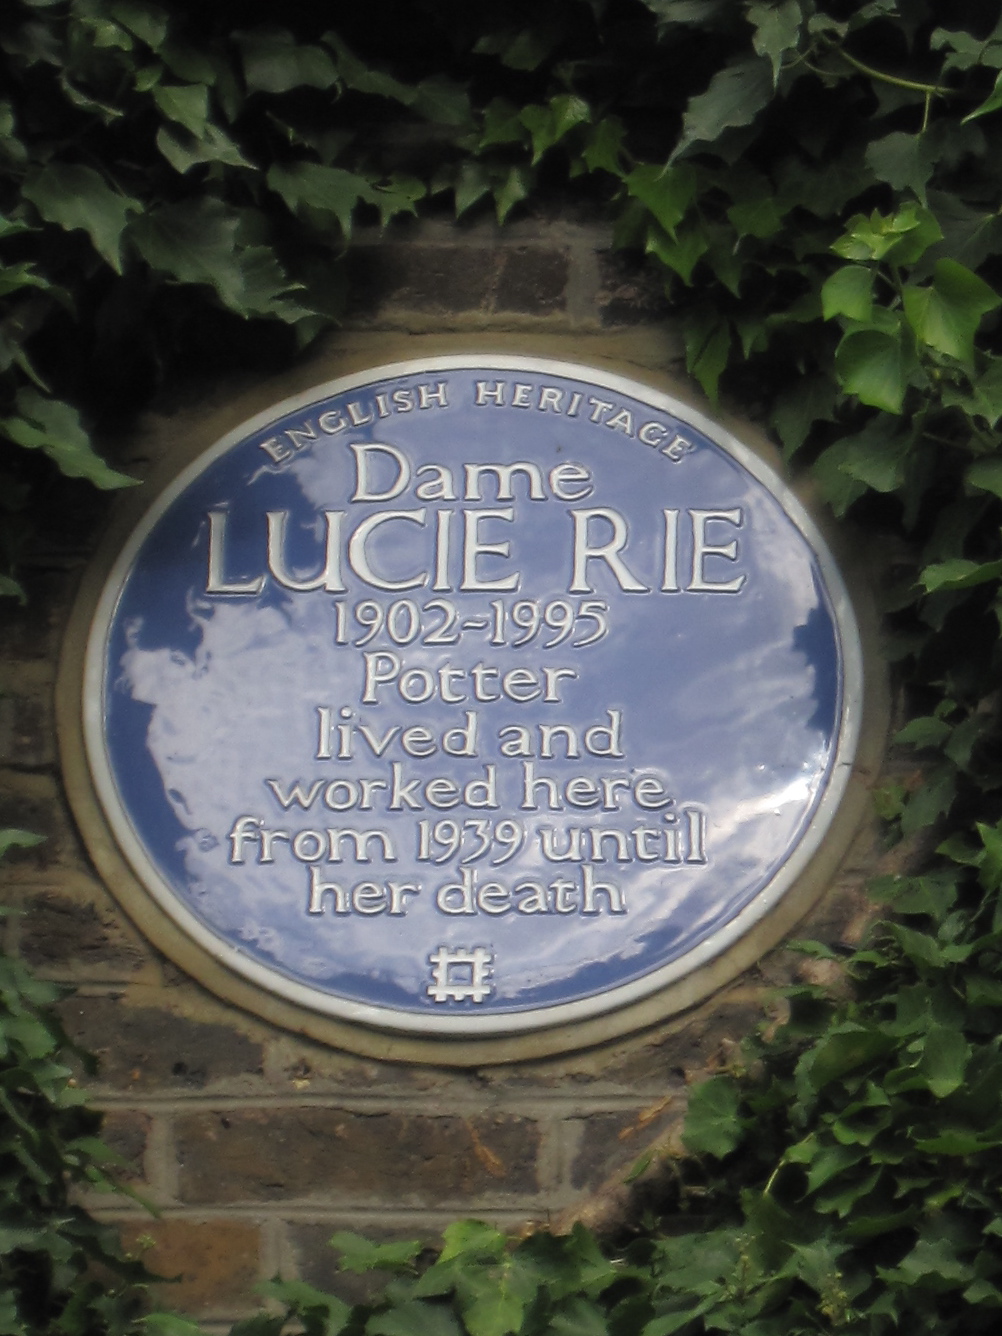 ENGLISH HERITAGE
Dame
LUCIE RIE
1902-1995
Potter
lived and
worked here
from 1939 until
her death